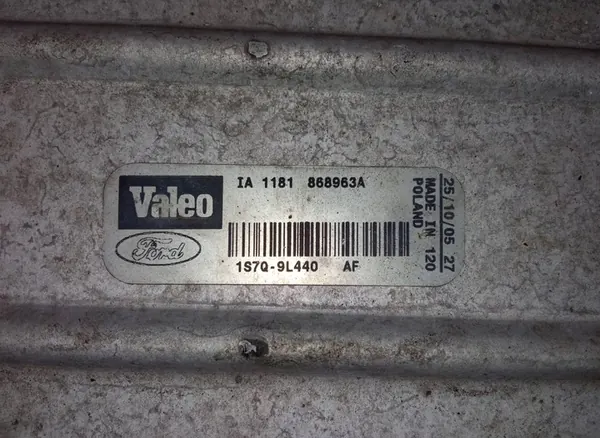 Valeo
IA 1181 868963A
Ford
1S7Q-9L440 AF
25/10/05 27
MADE IN 120
POLAND